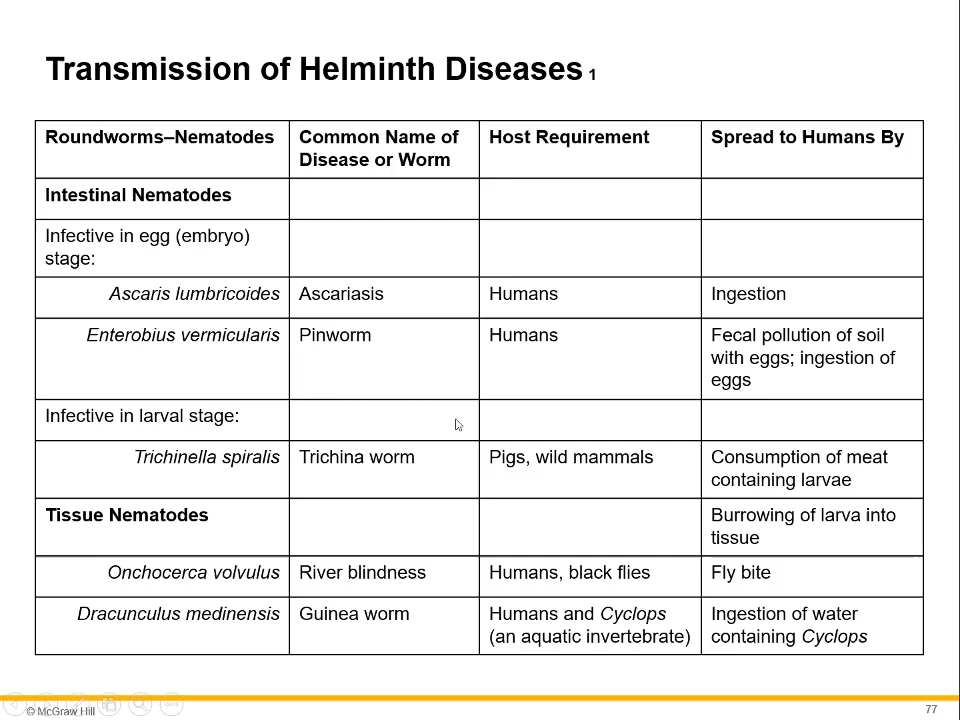 Transmission of Helminth Diseases 1
Roundworms–Nematodes
Common Name of
Disease or Worm
Host Requirement
Spread to Humans By
Intestinal Nematodes
Infective in egg (embryo)
stage:
Ascaris lumbricoides
Ascariasis
Humans
Ingestion
Enterobius vermicularis
Pinworm
Humans
Fecal pollution of soil
with eggs; ingestion of
eggs
Infective in larval stage:
Trichinella spiralis
Trichina worm
Pigs, wild mammals
Consumption of meat
containing larvae
Tissue Nematodes
Burrowing of larva into
tissue
Onchocerca volvulus
River blindness
Humans, black flies
Fly bite
Dracunculus medinensis
Guinea worm
Humans and Cyclops
(an aquatic invertebrate)
Ingestion of water
containing Cyclops
© McGraw Hill
77